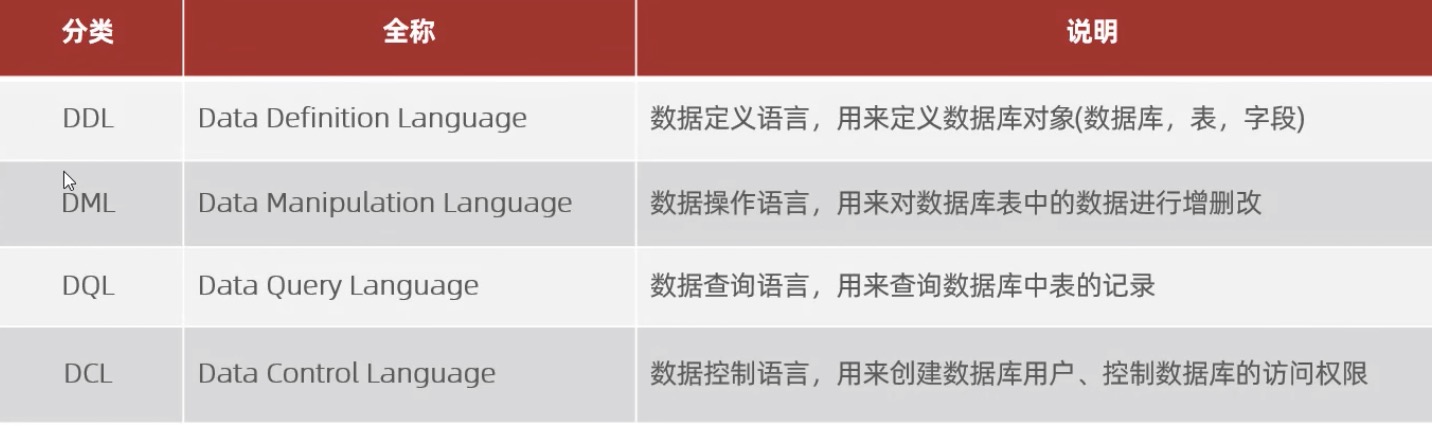 分类 全称 说明
DDL Data Definition Language 数据定义语言，用来定义数据库对象(数据库，表，字段)
DML Data Manipulation Language 数据操作语言，用来对数据库表中的数据进行增删改
DQL Data Query Language 数据查询语言，用来查询数据库中表的记录
DCL Data Control Language 数据控制语言，用来创建数据库用户、控制数据库的访问权限